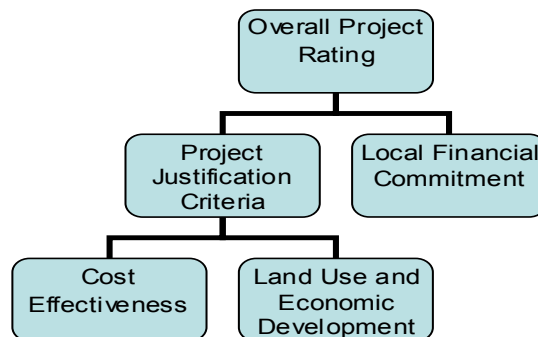 Overall Project
Rating
Project
Justification
Criteria
Local Financial
Commitment
Cost
Effectiveness
Land Use and
Economic
Development